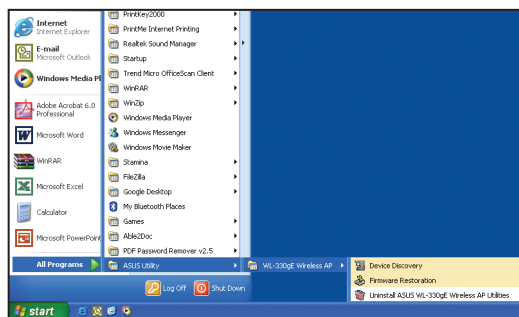 Internet
Internet Explorer
E-mail
Microsoft Outlook
Windows Media Pl
Adobe Acrobat 6.0
Professional
Microsoft Word
WinRAR
Microsoft Excel
Calculator
Microsoft PowerPoint
All Programs
PrintKey2000
PrintMe Internet Printing
Realtek Sound Manager
Startup
Trend Micro OfficeScan Client
WinRAR
WinZip
Windows Media Player
Windows Messenger
Windows Movie Maker
Stamina
FileZilla
Google Desktop
My Bluetooth Places
Games
Able2Doc
PDF Password Remover v2.5
ASUS Utility
WL-330gE Wireless AP
Device Discovery
Firmware Restoration
Uninstall ASUS WL-330gE Wireless AP Utilities
Log Off
Shut Down
start